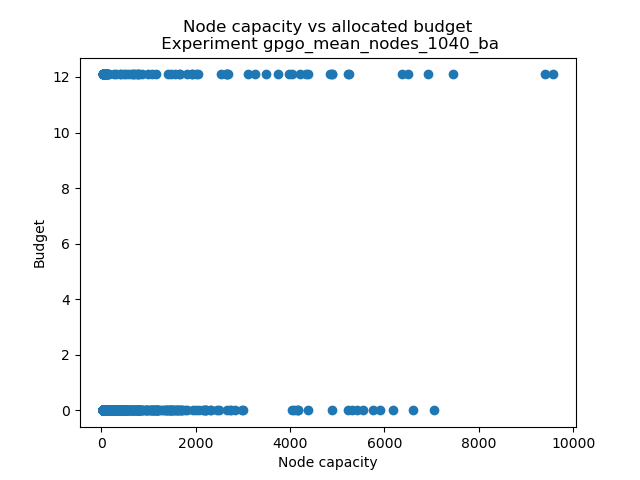 Node capacity vs allocated budget
Experiment gpgo_mean_nodes_1040_ba
12
10
8
6
4
2
0
Budget
0 2000 4000 6000 8000 10000
Node capacity